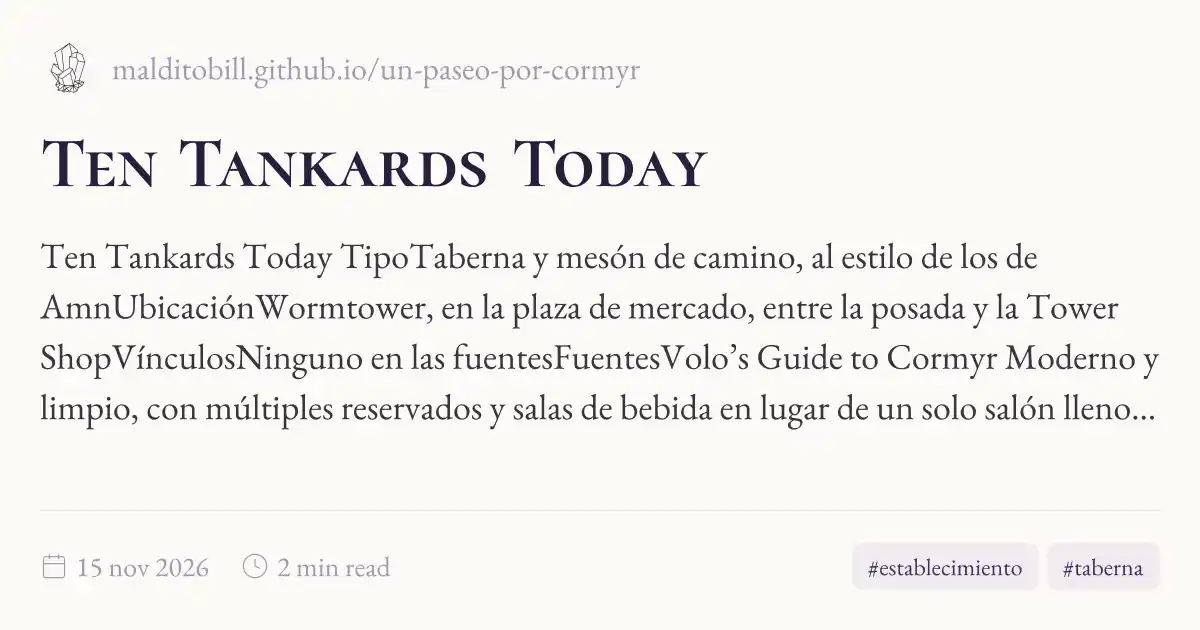 malditobill.github.io/un-paseo-por-cormyr
Ten Tankards Today
Ten Tankards Today TipoTaberna y mesón de camino, al estilo de los de
AmnUbicaciónWormtower, en la plaza de mercado, entre la posada y la Tower
ShopVínculosNinguno en las fuentesFuentesVolo’s Guide to Cormyr Moderno y
limpio, con múltiples reservados y salas de bebida en lugar de un solo salón lleno...
15 nov 2026
2 min read
#establecimiento
#taberna